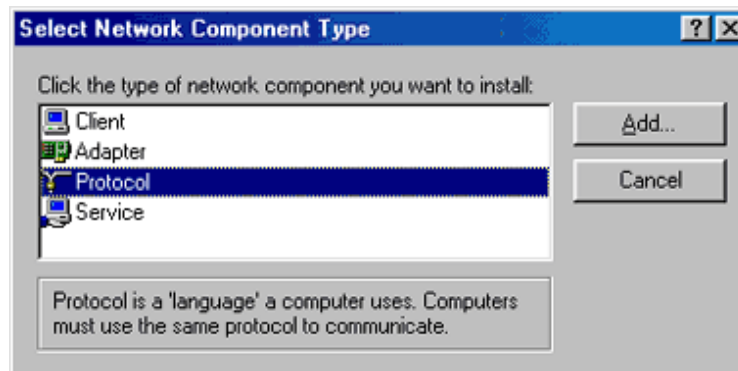 Select Network Component Type
Click the type of network component you want to install:
Client
Adapter
Protocol
Service
Add...
Cancel
Protocol is a 'language' a computer uses. Computers
must use the same protocol to communicate.